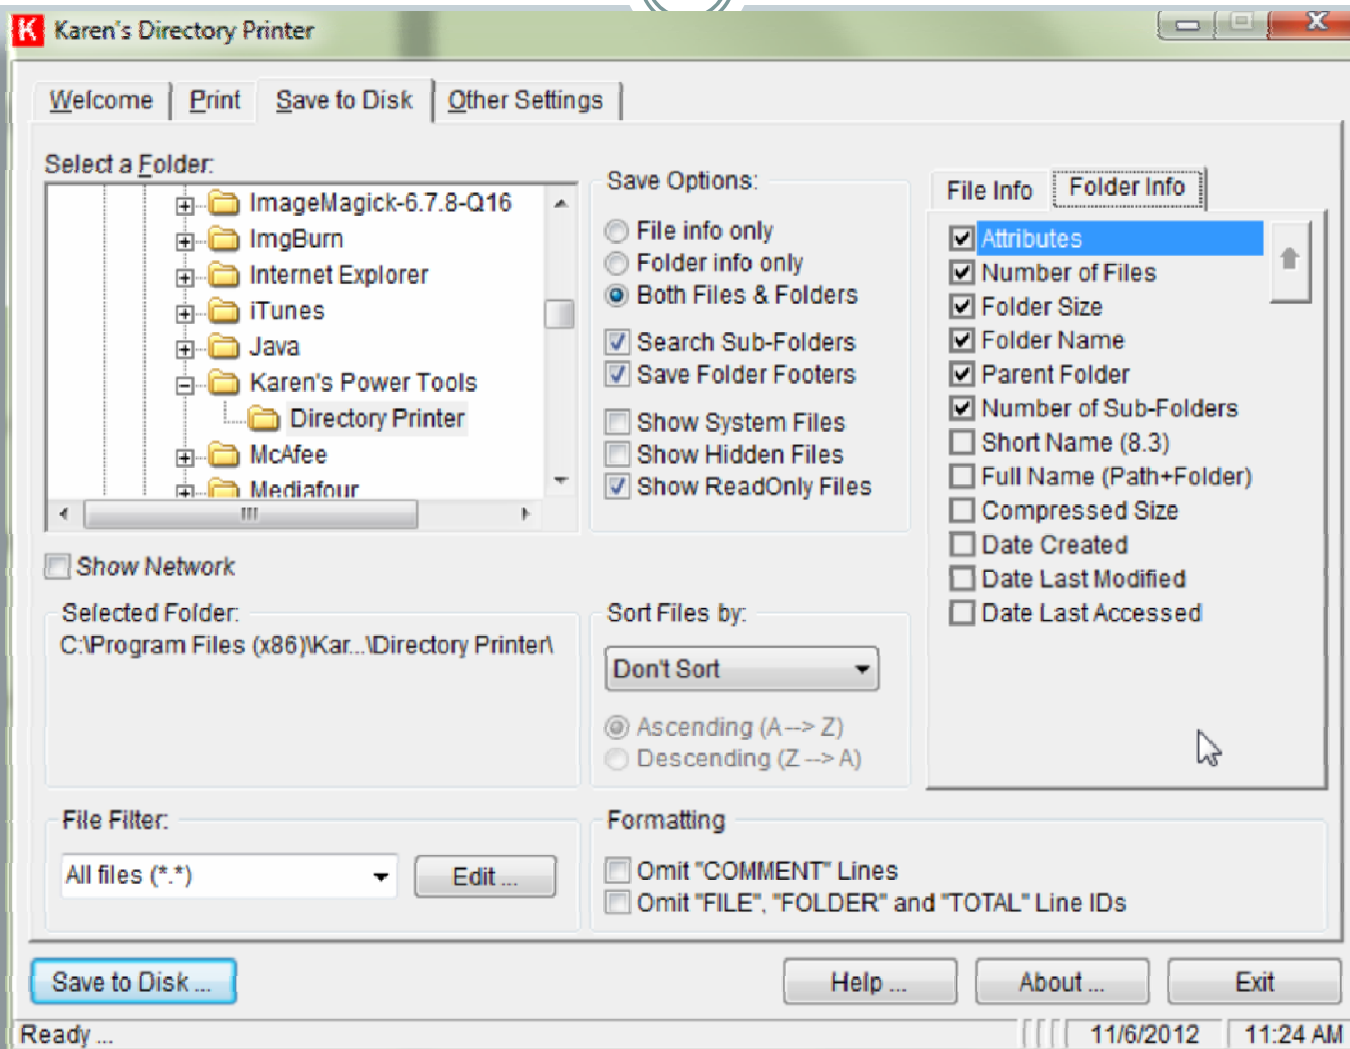 K Karen's Directory Printer
Welcome Print Save to Disk Other Settings
Select a Folder:
ImageMagick-6.7.8-Q16
ImgBurn
Internet Explorer
iTunes
Java
Karen's Power Tools
Directory Printer
McAfee
Mediafour
Show Network
Selected Folder:
C:\Program Files (x86)\Kar...\Directory Printer\
File Filter:
All files (*.*)
Edit ...
Save Options:
File info only
Folder info only
Both Files & Folders
Search Sub-Folders
Save Folder Footers
Show System Files
Show Hidden Files
Show ReadOnly Files
Sort Files by:
Don't Sort
Ascending (A--> Z)
Descending (Z --> A)
Formatting
Omit "COMMENT" Lines
Omit "FILE", "FOLDER" and "TOTAL" Line IDs
File Info Folder Info
Attributes
Number of Files
Folder Size
Folder Name
Parent Folder
Number of Sub-Folders
Short Name (8.3)
Full Name (Path+Folder)
Compressed Size
Date Created
Date Last Modified
Date Last Accessed
Save to Disk ...
Help ...
About ...
Exit
Ready ...
11/6/2012
11:24 AM